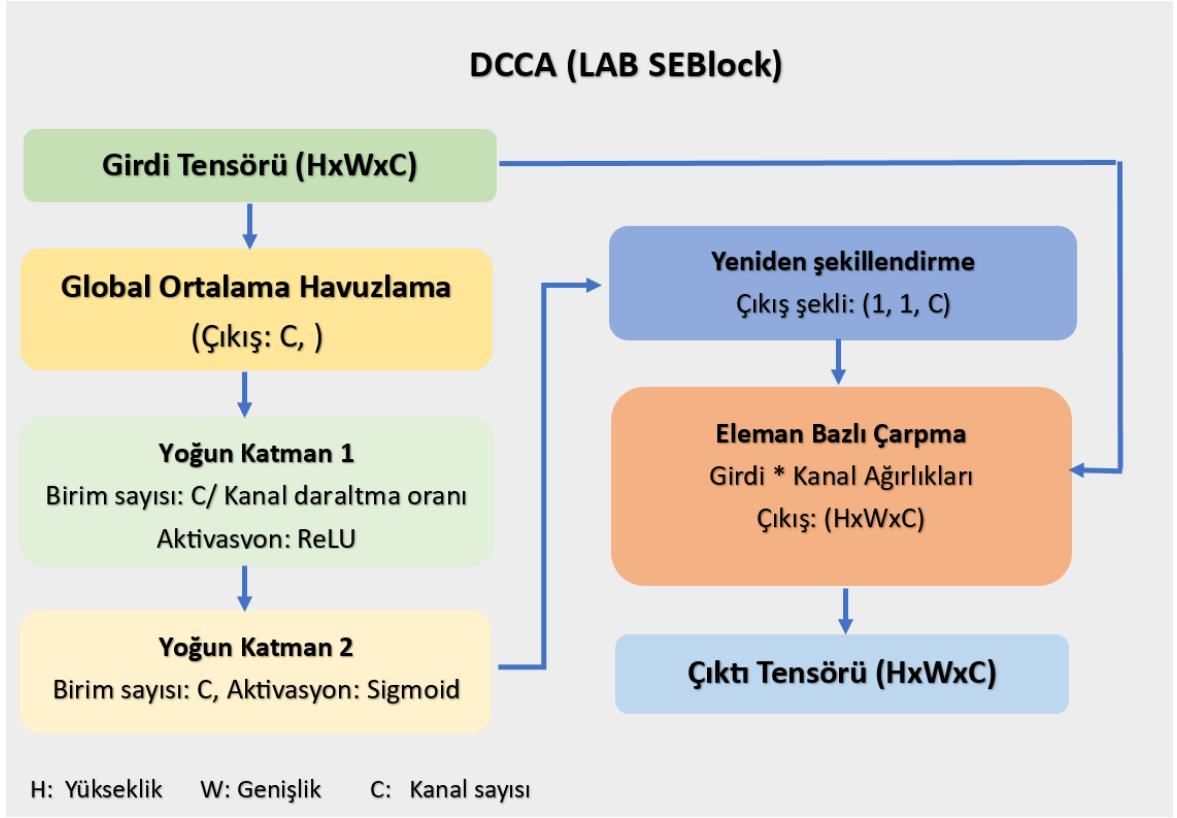 DCCA (LAB SEBlock)
Girdi Tensörü (HxWxC)
Global Ortalama Havuzlama
(Çıkış: C, )
Yoğun Katman 1
Birim sayısı: C/ Kanal daraltma oranı
Aktivasyon: ReLU
Yoğun Katman 2
Birim sayısı: C, Aktivasyon: Sigmoid
Yeniden şekillendirme
Çıkış şekli: (1, 1, C)
Eleman Bazlı Çarpma
Girdi * Kanal Ağırlıkları
Çıkış: (HxWxC)
Çıktı Tensörü (HxWxC)
H: Yükseklik W: Genişlik C: Kanal sayısı